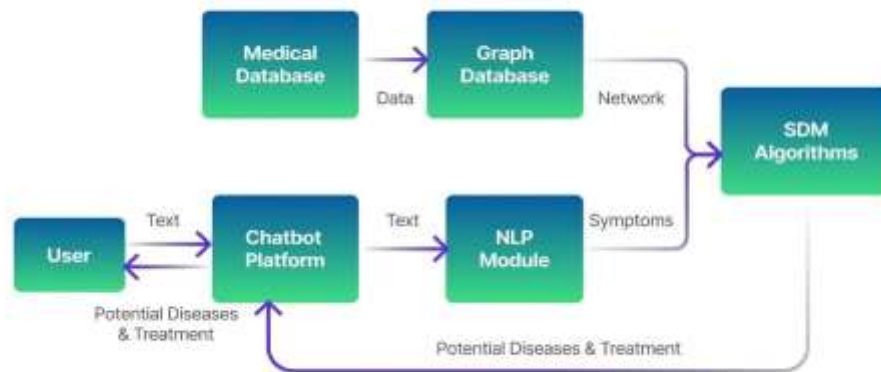 Medical
Database
Data
Graph
Database
Network
SDM
Algorithms
User
Text
Potential Diseases
& Treatment
Chatbot
Platform
Text
NLP
Module
Symptoms
Potential Diseases & Treatment